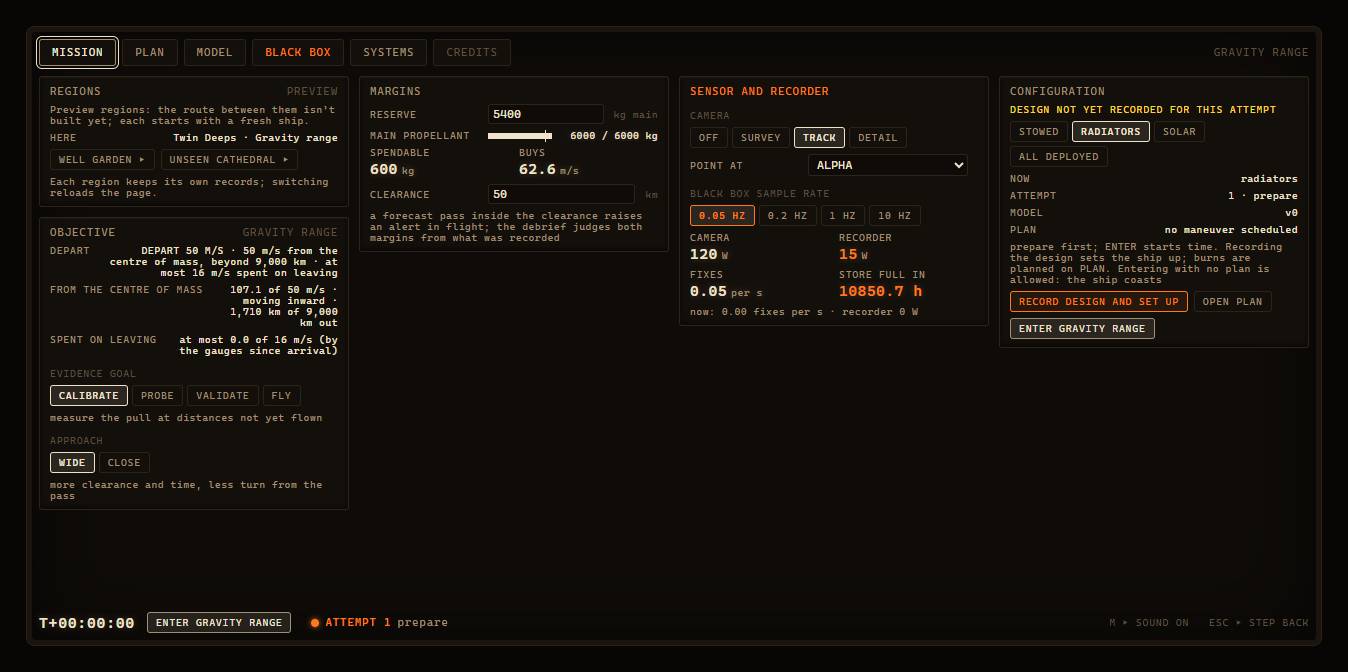 MISSION PLAN MODEL BLACK BOX SYSTEMS CREDITS GRAVITY RANGE
REGIONS PREVIEW
Preview regions: the route between them isn't
built yet; each starts with a fresh ship.
HERE Twin Deeps · Gravity range
WELL GARDEN ▸ UNSEEN CATHEDRAL ▸
Each region keeps its own records; switching
reloads the page.
OBJECTIVE GRAVITY RANGE
DEPART DEPART 50 M/S · 50 m/s from the
centre of mass, beyond 9,000 km · at
most 16 m/s spent on leaving
FROM THE CENTRE OF MASS 107.1 of 50 m/s ·
moving inward ·
1,710 km of 9,000
km out
SPENT ON LEAVING at most 0.0 of 16 m/s (by
the gauges since arrival)
EVIDENCE GOAL
CALIBRATE PROBE VALIDATE FLY
measure the pull at distances not yet flown
APPROACH
WIDE CLOSE
more clearance and time, less turn from the
pass
MARGINS
RESERVE 5400 kg main
MAIN PROPELLANT 6000 / 6000 kg
SPENDABLE BUYS
600 kg 62.6 m/s
CLEARANCE 50 km
a forecast pass inside the clearance raises
an alert in flight; the debrief judges both
margins from what was recorded
SENSOR AND RECORDER
CAMERA
OFF SURVEY TRACK DETAIL
POINT AT ALPHA
BLACK BOX SAMPLE RATE
0.05 HZ 0.2 HZ 1 HZ 10 HZ
CAMERA RECORDER
120 W 15 W
FIXES STORE FULL IN
0.05 per s 10850.7 h
now: 0.00 fixes per s · recorder 0 W
CONFIGURATION
DESIGN NOT YET RECORDED FOR THIS ATTEMPT
STOWED RADIATORS SOLAR
ALL DEPLOYED
NOW radiators
ATTEMPT 1 · prepare
MODEL v0
PLAN no maneuver scheduled
prepare first; ENTER starts time. Recording
the design sets the ship up; burns are
planned on PLAN. Entering with no plan is
allowed: the ship coasts
RECORD DESIGN AND SET UP OPEN PLAN
ENTER GRAVITY RANGE
T+00:00:00 ENTER GRAVITY RANGE ATTEMPT 1 prepare M ▸ SOUND ON ESC ▸ STEP BACK